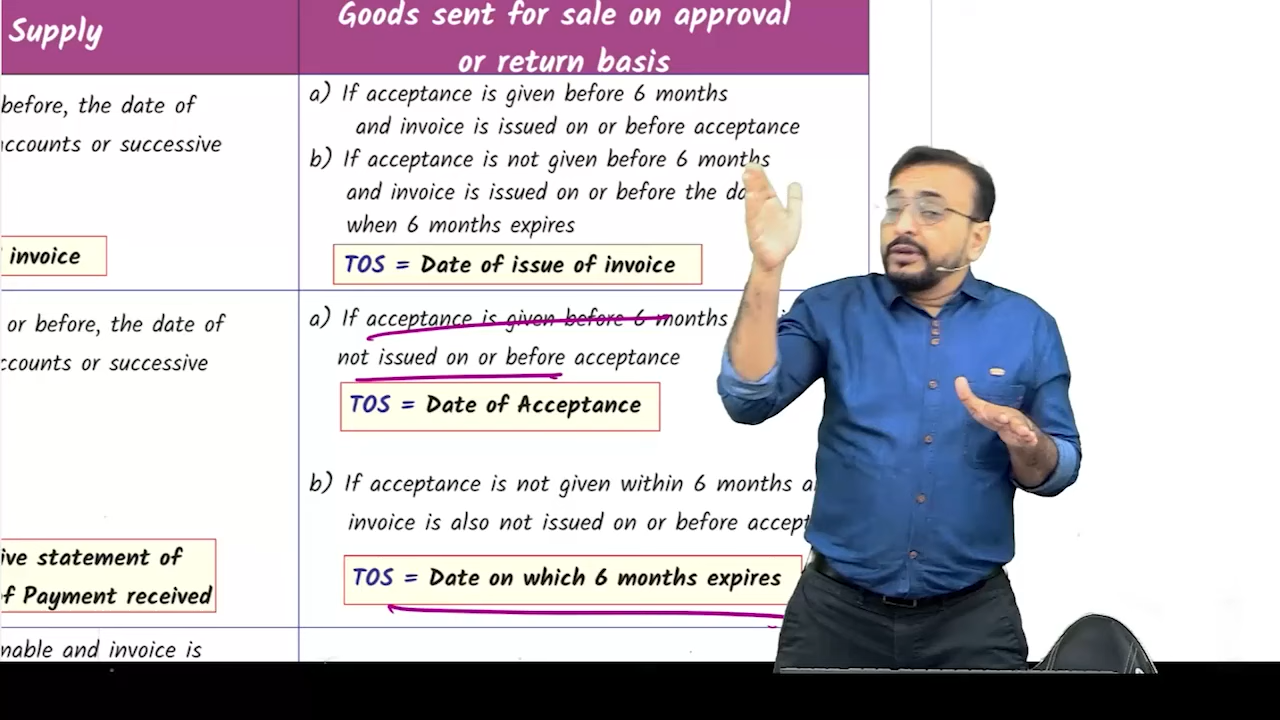 Supply
before, the date of
accounts or successive
invoice
or before, the date of
ccounts or successive
ive statement of
of Payment received
nable and invoice is
Goods sent for sale on approval
or return basis
a) If acceptance is given before 6 months
and invoice is issued on or before acceptance
b) If acceptance is not given before 6 months
and invoice is issued on or before the da
when 6 months expires
TOS = Date of issue of invoice
a) If acceptance is given before 6 months
not issued on or before acceptance
TOS = Date of Acceptance
b) If acceptance is not given within 6 months a
invoice is also not issued on or before accept
TOS = Date on which 6 months expires